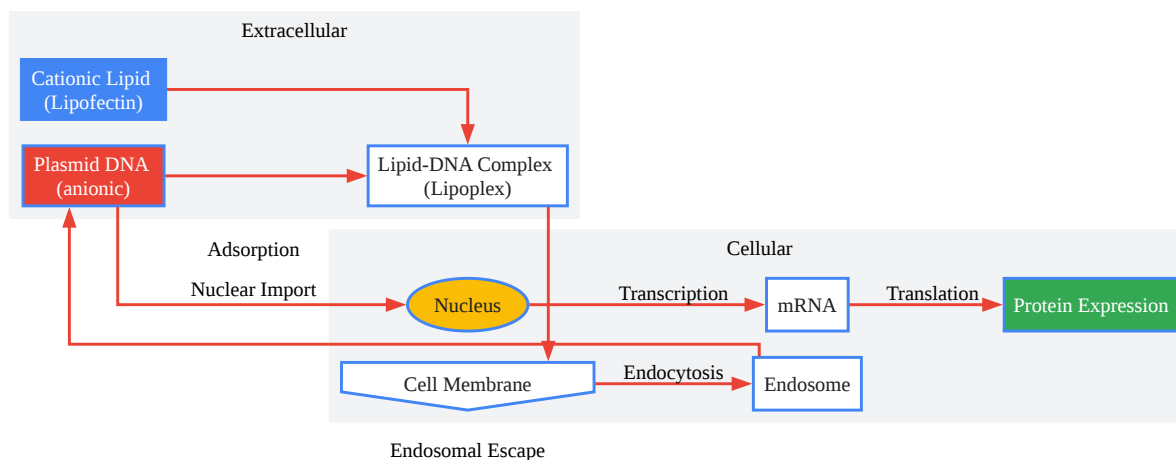 Extracellular
Cationic Lipid
(Lipofectin)
Plasmid DNA
(anionic)
Lipid-DNA Complex
(Lipoplex)
Adsorption
Cellular
Nuclear Import
Nucleus
Transcription
mRNA
Translation
Protein Expression
Cell Membrane
Endocytosis
Endosome
Endosomal Escape